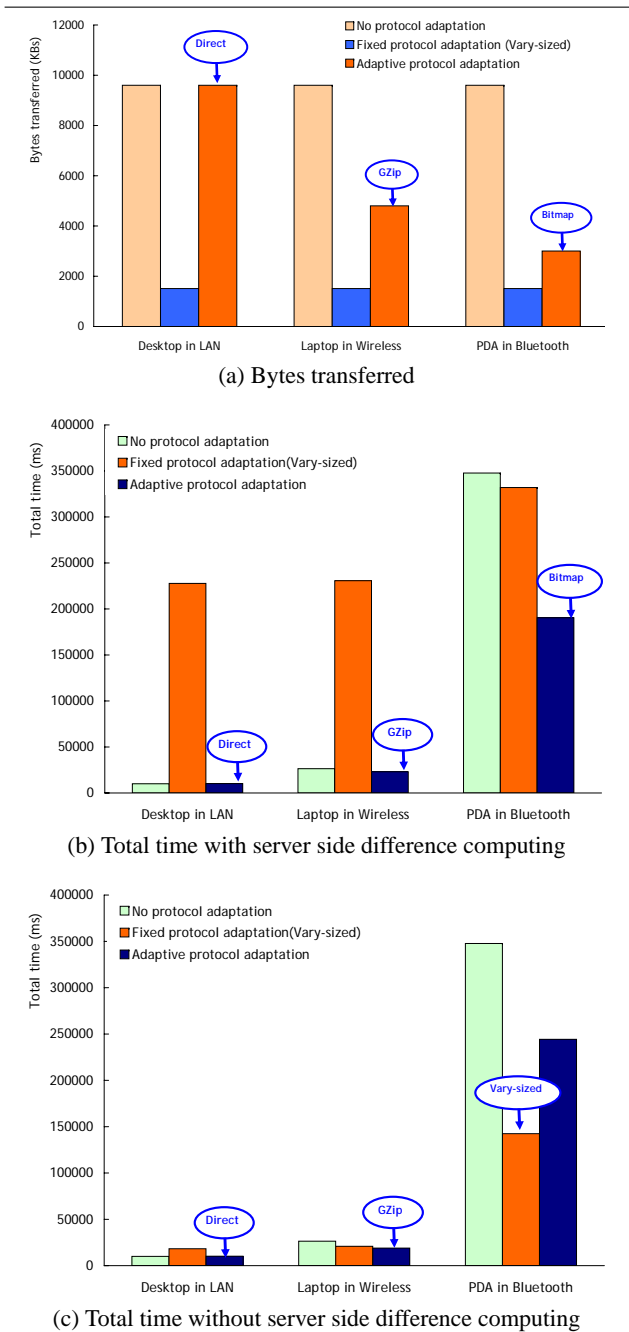 12000
10000
8000
6000
4000
2000
0
Bytes transferred (KBs)
No protocol adaptation
Fixed protocol adaptation (Vary-sized)
Adaptive protocol adaptation
Direct
GZip
Bitmap
Desktop in LAN
Laptop in Wireless
PDA in Bluetooth
(a) Bytes transferred
400000
350000
300000
250000
200000
150000
100000
50000
0
Total time (ms)
No protocol adaptation
Fixed protocol adaptation(Vary-sized)
Adaptive protocol adaptation
Direct
GZip
Bitmap
Desktop in LAN
Laptop in Wireless
PDA in Bluetooth
(b) Total time with server side difference computing
400000
350000
300000
250000
200000
150000
100000
50000
0
Total time (ms)
No protocol adaptation
Fixed protocol adaptation(Vary-sized)
Adaptive protocol adaptation
Direct
GZip
Vary-sized
Desktop in LAN
Laptop in Wireless
PDA in Bluetooth
(c) Total time without server side difference computing